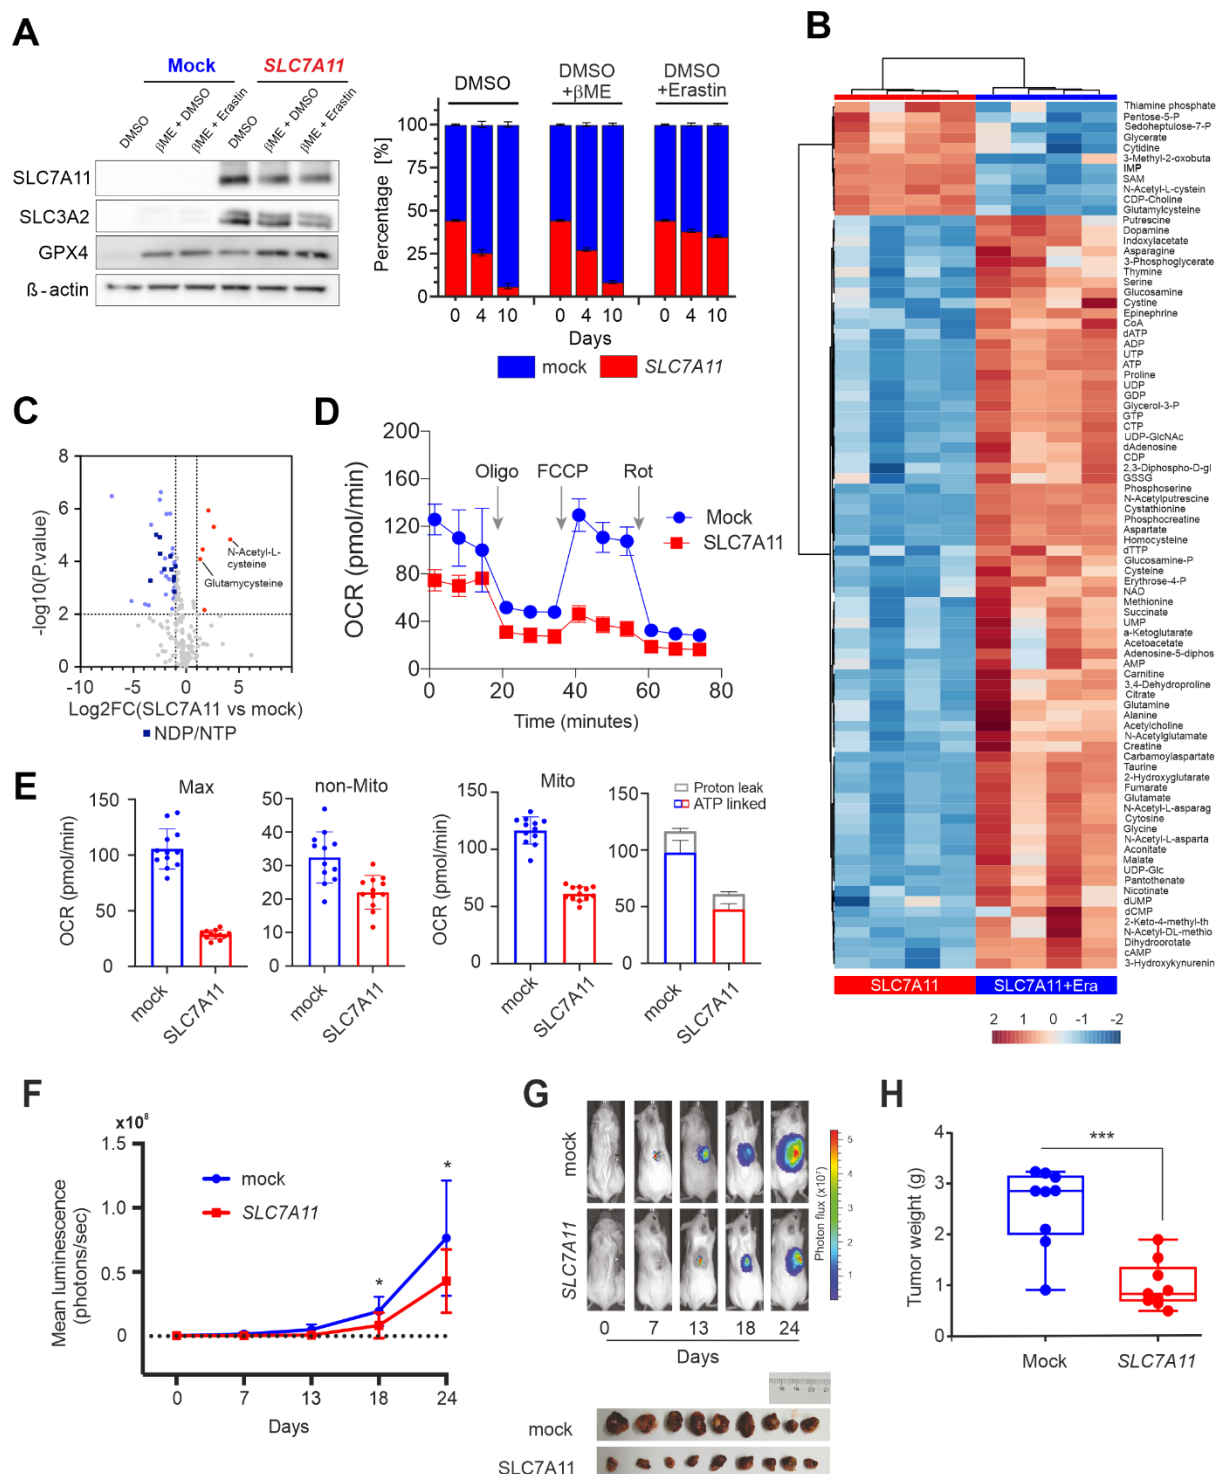 A
Mock
SLC7A11
DMSO
βME + DMSO
βME + Erastin
DMSO
βME + DMSO
βME + Erastin
SLC7A11
SLC3A2
GPX4
ß-actin
DMSO
DMSO
+βME
DMSO
+Erastin
Percentage [%]
100
75
50
25
0
0 4 10 0 4 10 0 4 10
Days
mock SLC7A11
B
Thiamine phosphate
Pentose-5-P
Sedoheptulose-7-P
Glycerate
Cytidine
3-Methyl-2-oxobuta
IMP
SAM
N-Acetyl-L-cystein
CDP-Choline
Glutamylcysteine
Putrescine
Dopamine
Indoxylacetate
Asparagine
3-Phosphoglycerate
Thymine
Serine
Glucosamine
Cystine
Epinephrine
CoA
dATP
ADP
UTP
ATP
Proline
UDP
GDP
Glycerol-3-P
GTP
CTP
UDP-GlcNAc
dAdenosine
CDP
2,3-Diphospho-D-gl
GSSG
Phosphoserine
N-Acetylputrescine
Cystathionine
Phosphocreatine
Aspartate
Homocysteine
dTTP
Glucosamine-P
Cysteine
Erythrose-4-P
NAD
Methionine
Succinate
UMP
a-Ketoglutarate
Acetoacetate
Adenosine-5-diphos
AMP
Carnitine
3,4-Dehydroproline
Citrate
Glutamine
Alanine
Acetylcholine
N-Acetylglutamate
Creatine
Carbamoylaspartate
Taurine
2-Hydroxyglutarate
Fumarate
Glutamate
N-Acetyl-L-asparag
Cytosine
Glycine
N-Acetyl-L-asparta
Aconitate
Malate
UDP-Glc
Pantothenate
Nicotinate
dUMP
dCMP
2-Keto-4-methyl-th
N-Acetyl-DL-methio
Dihydroorotate
cAMP
3-Hydroxykynurenin
SLC7A11 SLC7A11+Era
2 1 0 -1 -2
C
-log10(P.value)
8
6
4
2
0
-10 -5 0 5 10
N-Acetyl-L-
cysteine
Glutamycysteine
Log2FC(SLC7A11 vs mock)
NDP/NTP
D
OCR (pmol/min)
200
160
120
80
40
0
0 20 40 60 80
Oligo FCCP Rot
Mock
SLC7A11
Time (minutes)
E
Max
OCR (pmol/min)
150
100
50
0
mock
SLC7A11
non-Mito
50
40
30
20
10
0
mock
SLC7A11
Mito
OCR (pmol/min)
150
100
50
0
mock
SLC7A11
Proton leak
ATP linked
150
100
50
0
mock
SLC7A11
F
x10⁸
Mean luminescence
(photons/sec)
1.5
1.0
0.5
0
mock
SLC7A11
*
*
0 7 13 18 24
Days
G
mock
SLC7A11
0 7 13 18 24
Days
Photon flux (x10⁷)
5
4
3
2
1
mock
SLC7A11
H
Tumor weight (g)
4
3
2
1
0
***
Mock SLC7A11